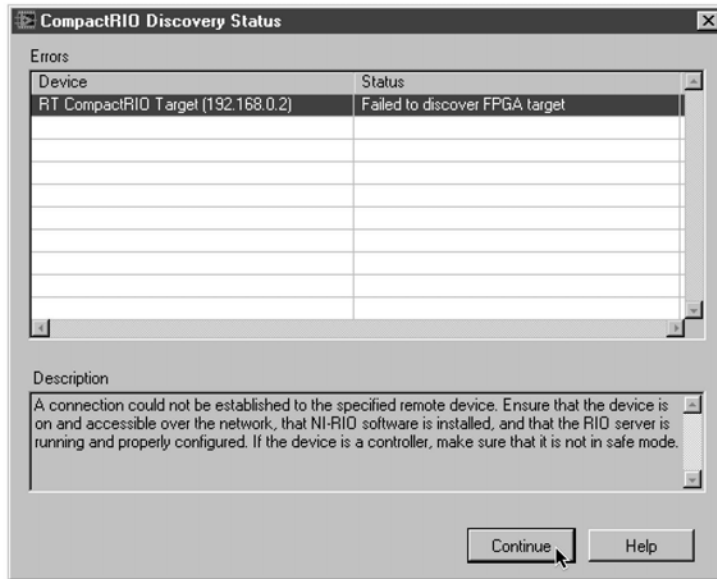 CompactRIO Discovery Status
Errors
Device Status
RT CompactRIO Target (192.168.0.2) Failed to discover FPGA target
Description
A connection could not be established to the specified remote device. Ensure that the device is
on and accessible over the network, that NI-RIO software is installed, and that the RIO server is
running and properly configured. If the device is a controller, make sure that it is not in safe mode.
Continue Help